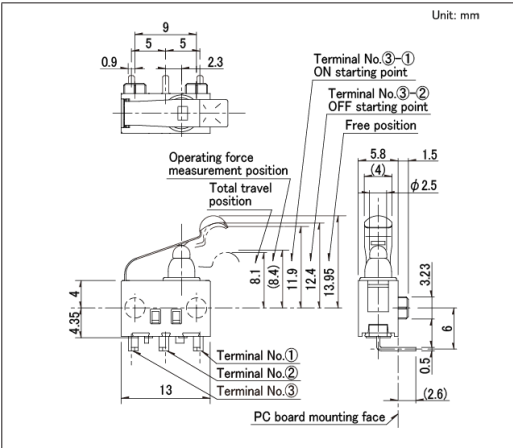 Unit: mm
9
5
5
0.9
2.3
Terminal No.③-①
ON starting point
Terminal No.③-②
OFF starting point
Free position
Operating force
measurement position
Total travel
position
5.8
1.5
(4)
φ2.5
8.1
(8.4)
11.9
12.4
13.95
4
4.35
3.23
6
0.5
(2.6)
Terminal No.①
Terminal No.②
Terminal No.③
13
PC board mounting face